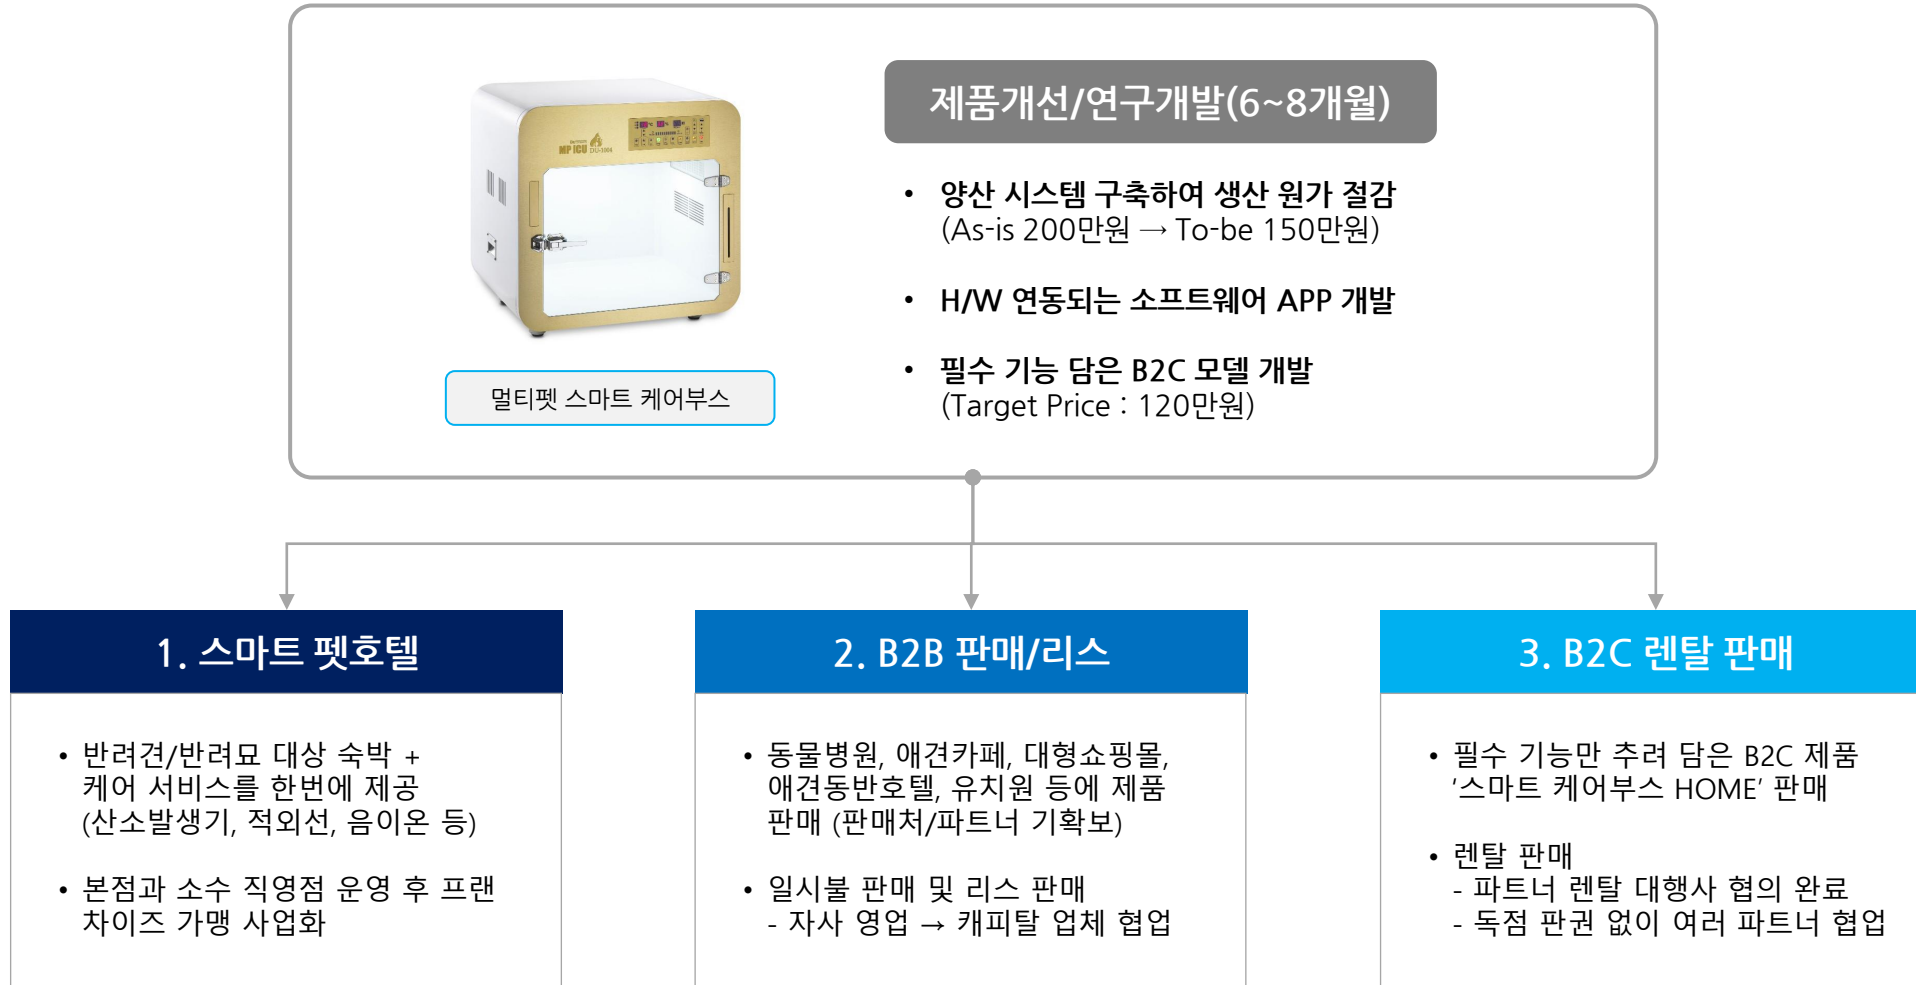 제품개선/연구개발(6~8개월)
MP ICU DU-1004
멀티펫 스마트 케어부스
• 양산 시스템 구축하여 생산 원가 절감
(As-is 200만원 → To-be 150만원)
• H/W 연동되는 소프트웨어 APP 개발
• 필수 기능 담은 B2C 모델 개발
(Target Price : 120만원)
1. 스마트 펫호텔
• 반려견/반려묘 대상 숙박 +
케어 서비스를 한번에 제공
(산소발생기, 적외선, 음이온 등)
• 본점과 소수 직영점 운영 후 프랜
차이즈 가맹 사업화
2. B2B 판매/리스
• 동물병원, 애견카페, 대형쇼핑몰,
애견동반호텔, 유치원 등에 제품
판매 (판매처/파트너 기확보)
• 일시불 판매 및 리스 판매
- 자사 영업 → 캐피탈 업체 협업
3. B2C 렌탈 판매
• 필수 기능만 추려 담은 B2C 제품
'스마트 케어부스 HOME' 판매
• 렌탈 판매
- 파트너 렌탈 대행사 협의 완료
- 독점 판권 없이 여러 파트너 협업